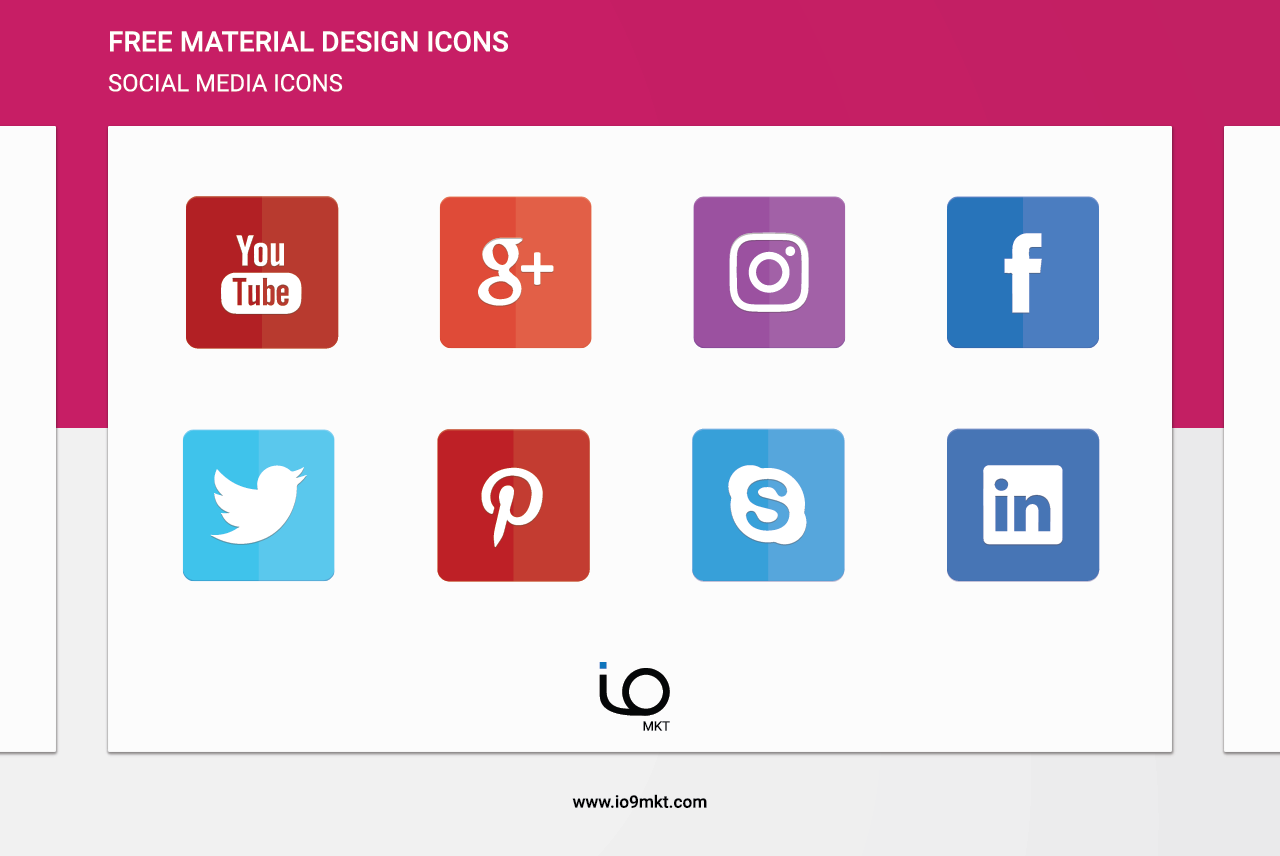 FREE MATERIAL DESIGN ICONS
SOCIAL MEDIA ICONS
You
Tube
g+
f
S
in
io
MKT
www.io9mkt.com